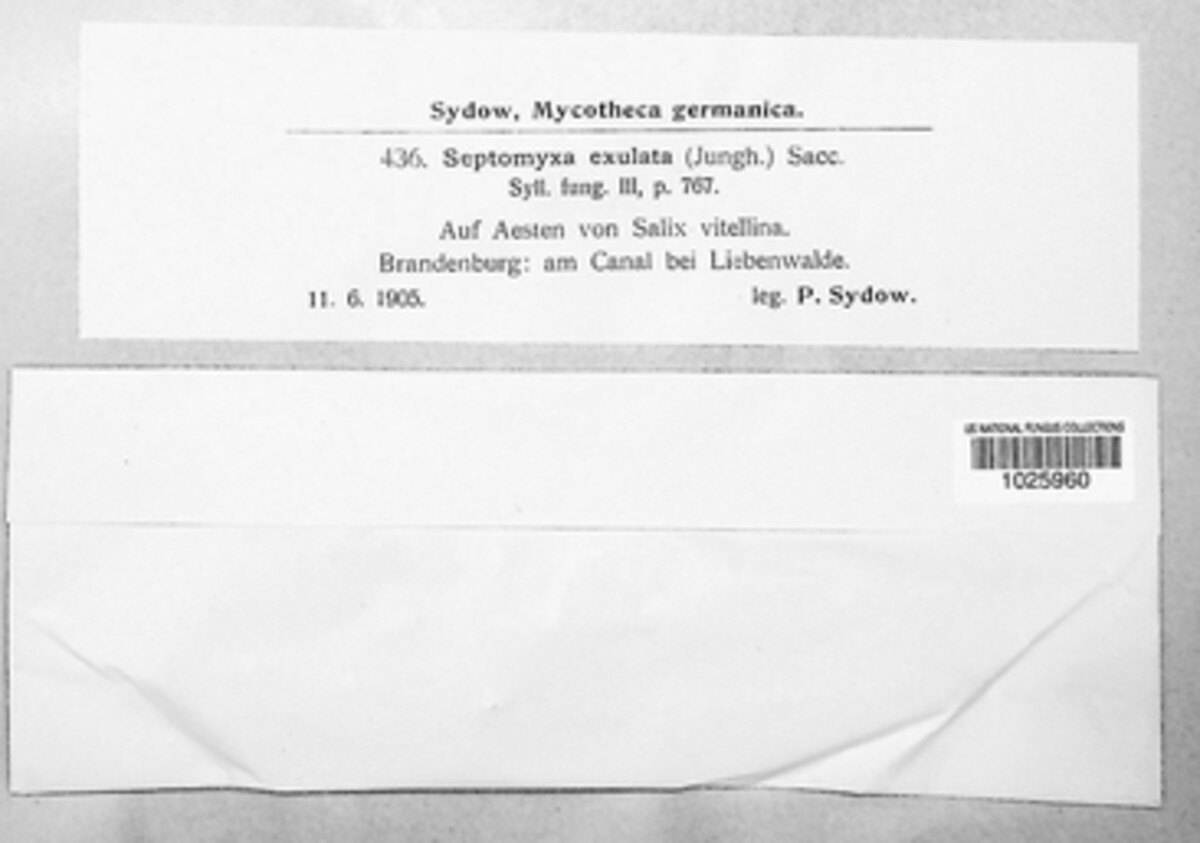 Sydow, Mycotheca germanica.
436. Septomyxa exulata (Jungh.) Sacc.
Syll. fung. III, p. 767.
Auf Aesten von Salix vitellina.
Brandenburg: am Canal bei Liebenwalde.
11. 6. 1905. leg. P. Sydow.
US NATIONAL FUNGUS COLLECTIONS
1025960